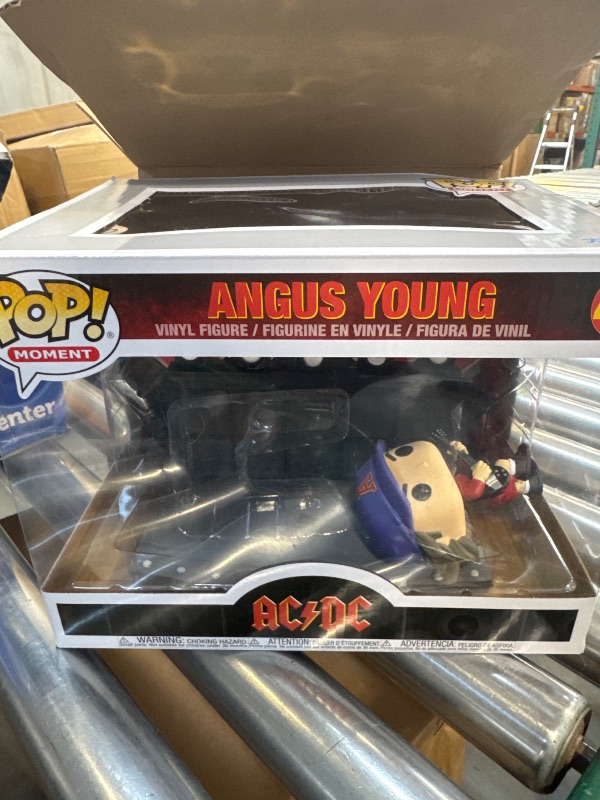 POP!
MOMENT
ANGUS YOUNG
VINYL FIGURE / FIGURINE EN VINYLE / FIGURA DE VINIL
enter
AC⚡DC
WARNING: CHOKING HAZARD ATTENTION: DANGER D'ÉTOUFFEMENT ADVERTENCIA: PELIGRO DE ASFIXIA